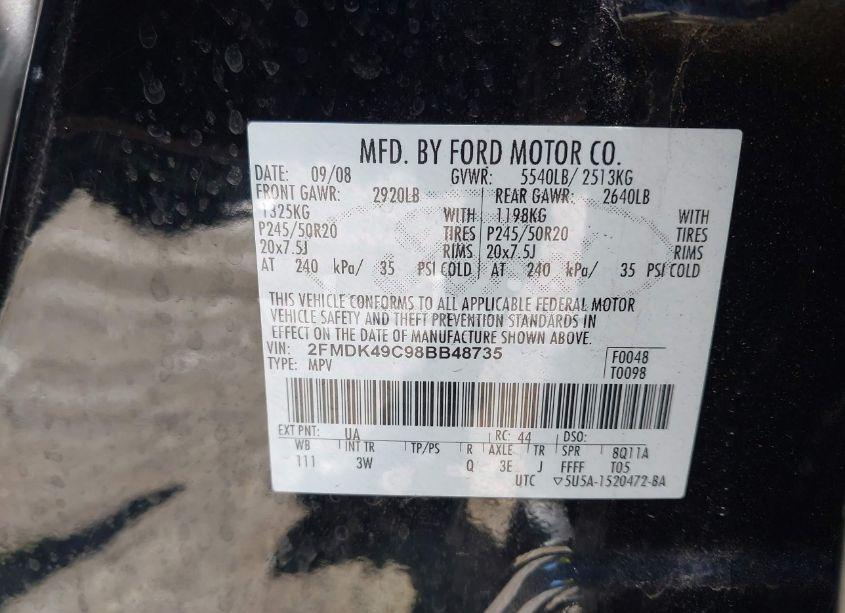 MFD. BY FORD MOTOR CO.
DATE: 09/08 GVWR: 5540LB/ 2513KG
FRONT GAWR: 2920LB REAR GAWR: 2640LB
1325KG WITH 1198KG WITH
P245/50R20 TIRES P245/50R20 TIRES
20x7.5J RIMS 20x7.5J RIMS
AT 240 kPa/ 35 PSI COLD AT 240 kPa/ 35 PSI COLD
THIS VEHICLE CONFORMS TO ALL APPLICABLE FEDERAL MOTOR
VEHICLE SAFETY AND THEFT PREVENTION STANDARDS IN
EFFECT ON THE DATE OF MANUFACTURE SHOWN ABOVE.
VIN: 2FMDK49C98BB48735 F0048
TYPE: MPV T0098
EXT PNT: UA RC: 44 DSO:
WB INT TR TP/PS R AXLE TR SPR 8Q11A
111 3W Q 3E J FFFF T05
UTC ▽5U5A-1520472-BA